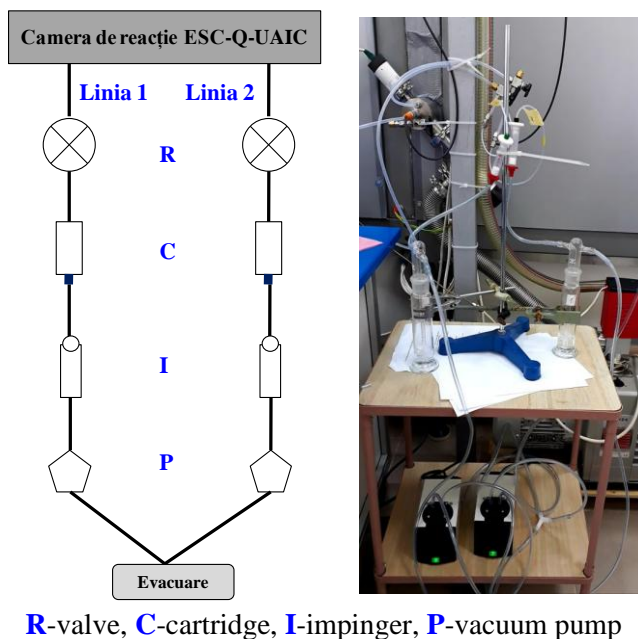 Camera de reacție ESC-Q-UAIC
Linia 1 Linia 2
R
C
I
P
Evacuare
R-valve, C-cartridge, I-impinger, P-vacuum pump